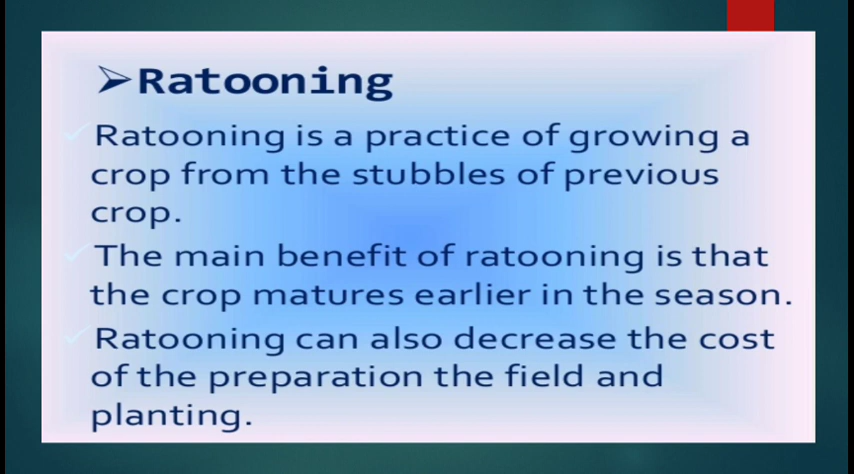 ➢Ratooning
✓Ratooning is a practice of growing a
crop from the stubbles of previous
crop.
✓The main benefit of ratooning is that
the crop matures earlier in the season.
✓Ratooning can also decrease the cost
of the preparation the field and
planting.